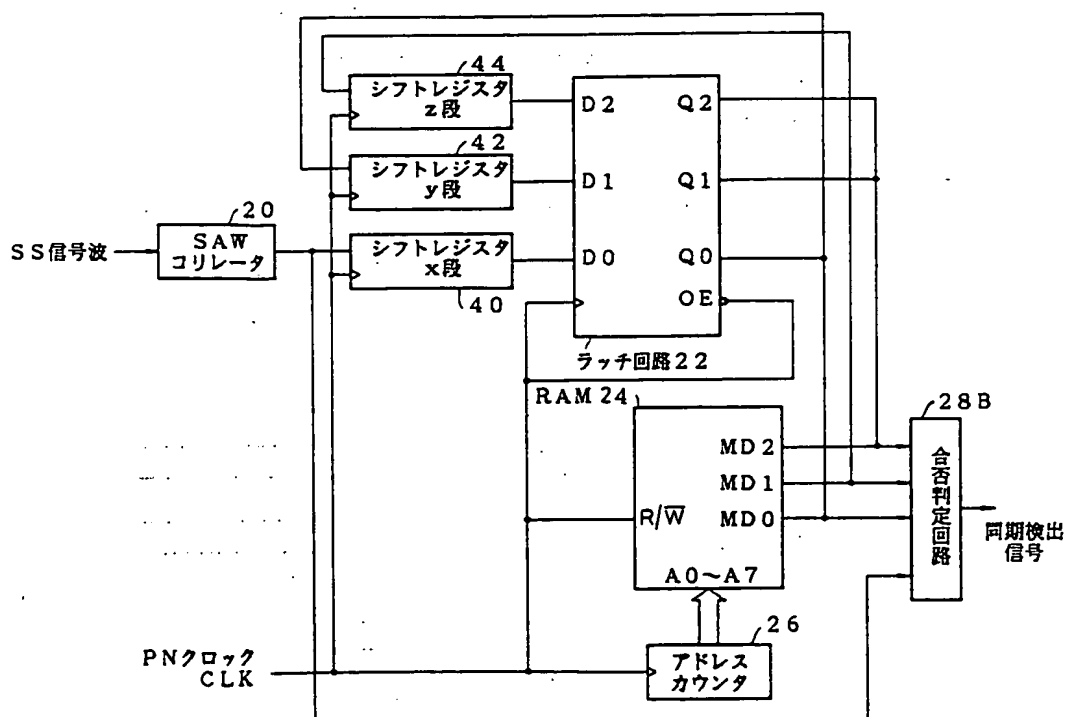 44
シフトレジスタ
z段
42
シフトレジスタ
y段
20
SS信号波
SAW
コリレータ
シフトレジスタ
x段
40
D2
Q2
D1
Q1
D0
Q0
OE
ラッチ回路22
RAM24
28B
MD2
MD1
R/W̅
MD0
A0～A7
合否判定回路
同期検出
信号
26
PNクロック
CLK
アドレス
カウンタ